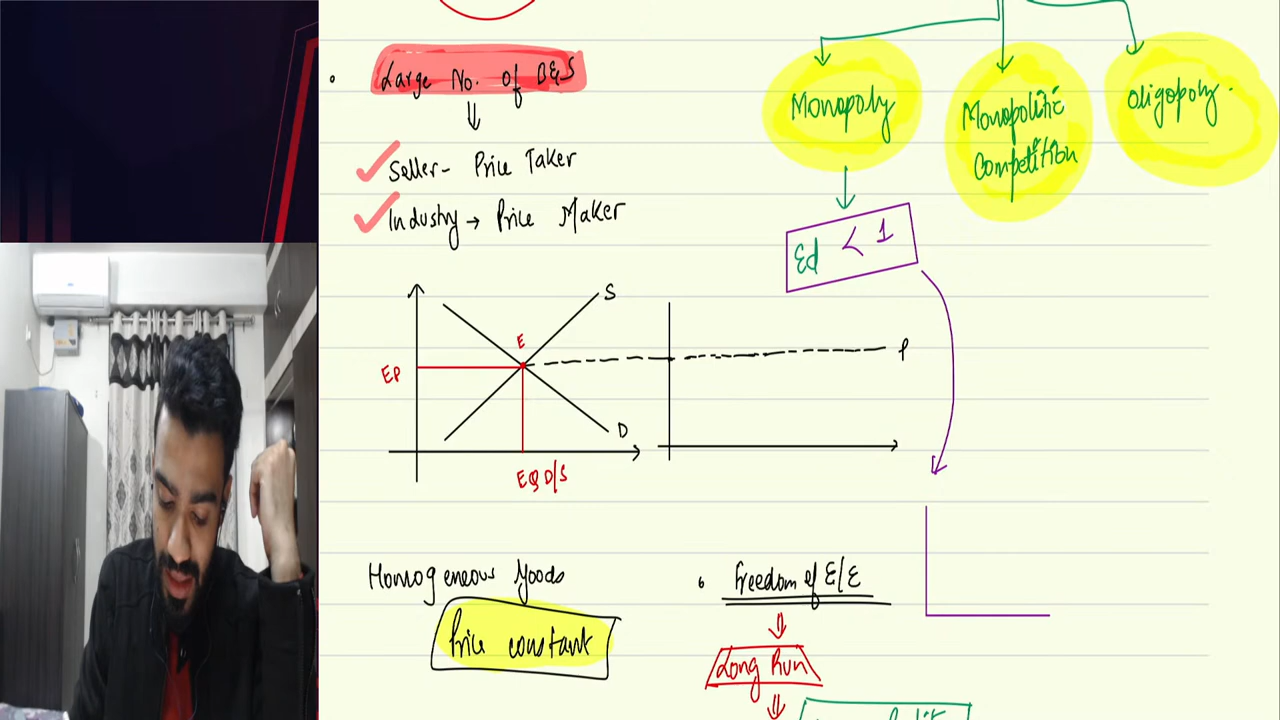 Large No. of B&S
Seller- Price Taker
Industry → Price Maker
Monopoly
Monopolitic
Competition
Oligopoly.
Ed < 1
S
E
P
EP
D
EQ D/S
Homogeneous Goods
Price constant
• Freedom of E/E
Long Run